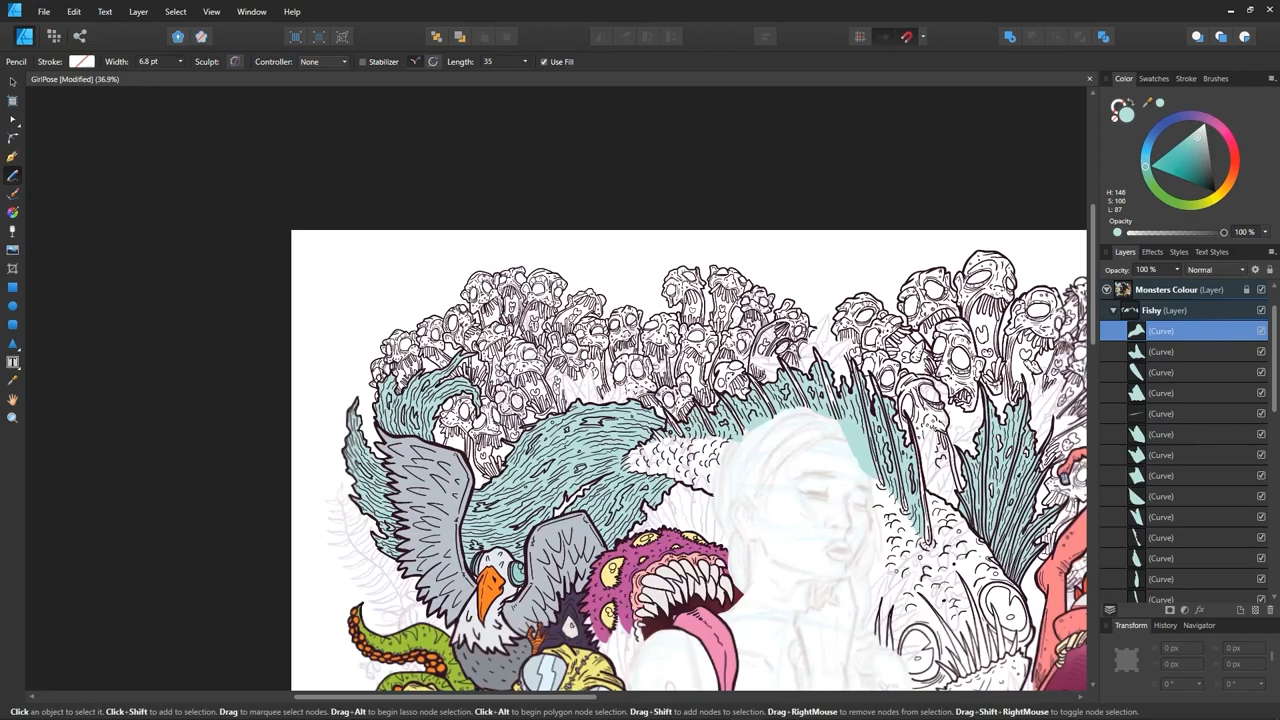 File Edit Text Layer Select View Window Help
Pencil Stroke: Width: 6.8 pt Sculpt: Controller: None Stabilizer Length: 35 Use Fill
GirlPose [Modified] (36.9%)
Color Swatches Stroke Brushes
H: 146
S: 100
L: 87
Opacity
100 %
Layers Effects Styles Text Styles
Opacity: 100 % Normal
Monsters Colour (Layer)
Fishy (Layer)
(Curve)
(Curve)
(Curve)
(Curve)
(Curve)
(Curve)
(Curve)
(Curve)
(Curve)
(Curve)
(Curve)
(Curve)
(Curve)
(Curve)
Transform History Navigator
X: 0 px W: 0 px
Y: 0 px H: 0 px
R: 0 ° S: 0 °
Click an object to select it. Click+Shift to add to selection. Drag to marquee select nodes. Drag+Alt to begin lasso node selection. Click+Alt to begin polygon node selection. Drag+Shift to add nodes to selection. Drag+RightMouse to remove nodes from selection. Drag+Shift+RightMouse to toggle node selection.